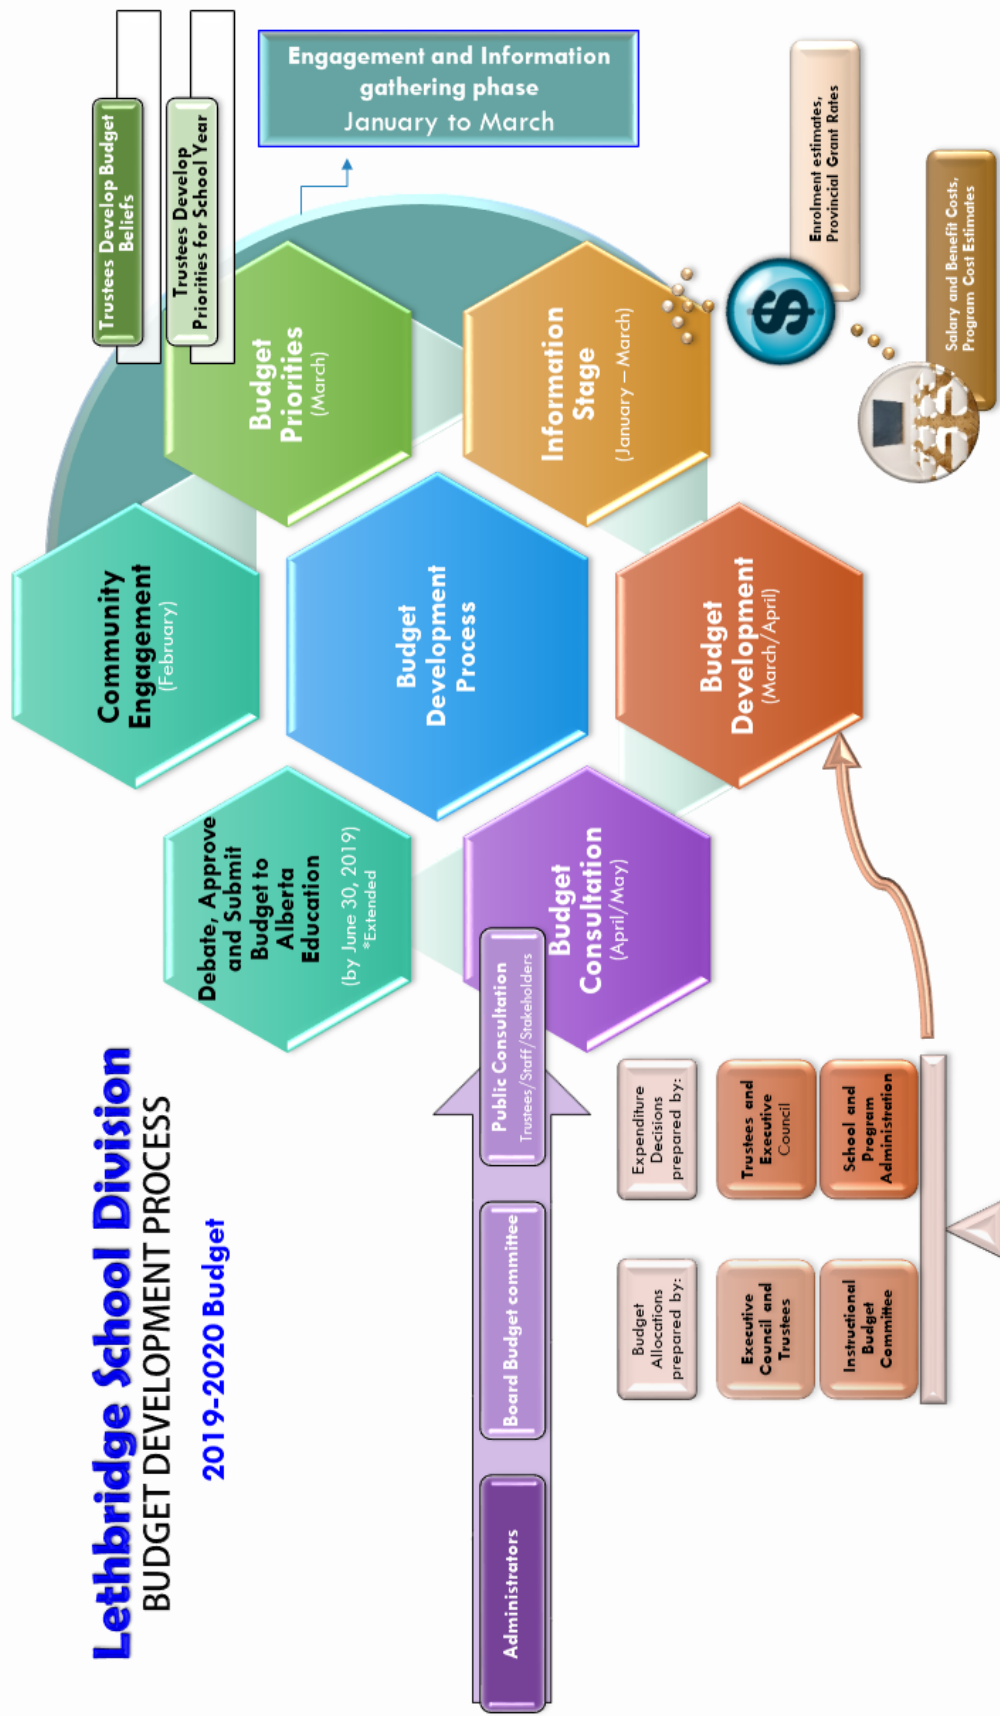 Lethbridge School Division
BUDGET DEVELOPMENT PROCESS
2019-2020 Budget
Community
Engagement
(February)
Trustees Develop Budget
Beliefs
Trustees Develop
Priorities for School Year
Engagement and Information
gathering phase
January to March
Budget
Priorities
(March)
Information
Stage
(January – March)
$
Enrolment estimates,
Provincial Grant Rates
Salary and Benefit Costs,
Program Cost Estimates
Budget
Development
Process
Budget
Development
(March/April)
Budget
Consultation
(April/May)
Debate, Approve
and Submit
Budget to
Alberta
Education
(by June 30, 2019)
*Extended
Administrators
Board Budget committee
Public Consultation
Trustees/Staff/Stakeholders
Budget
Allocations
prepared by:
Executive
Council and
Trustees
Instructional
Budget
Committee
Expenditure
Decisions
prepared by:
Trustees and
Executive
Council
School and
Program
Administration